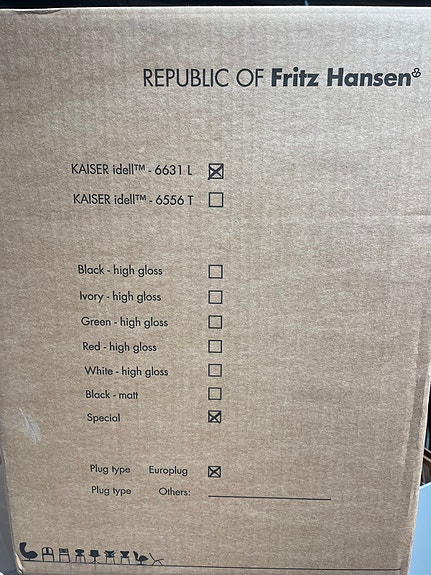 REPUBLIC OF Fritz Hansen
KAISER idell™ - 6631 L
KAISER idell™ - 6556 T
Black - high gloss
Ivory - high gloss
Green - high gloss
Red - high gloss
White - high gloss
Black - matt
Special
Plug type Europlug
Plug type Others: